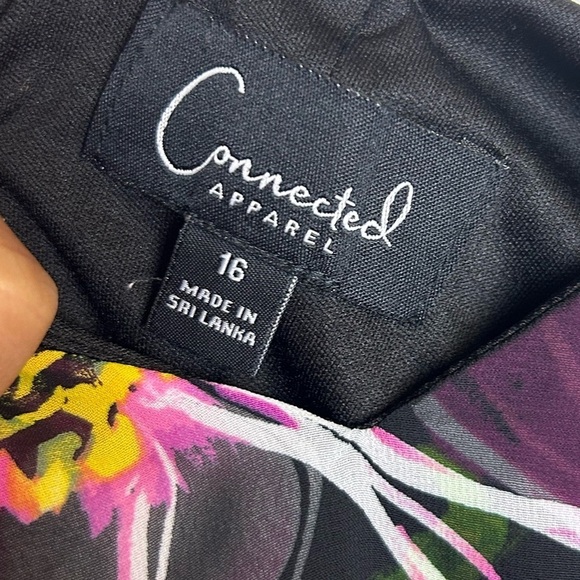 Connected
APPAREL
16
MADE IN
SRI LANKA